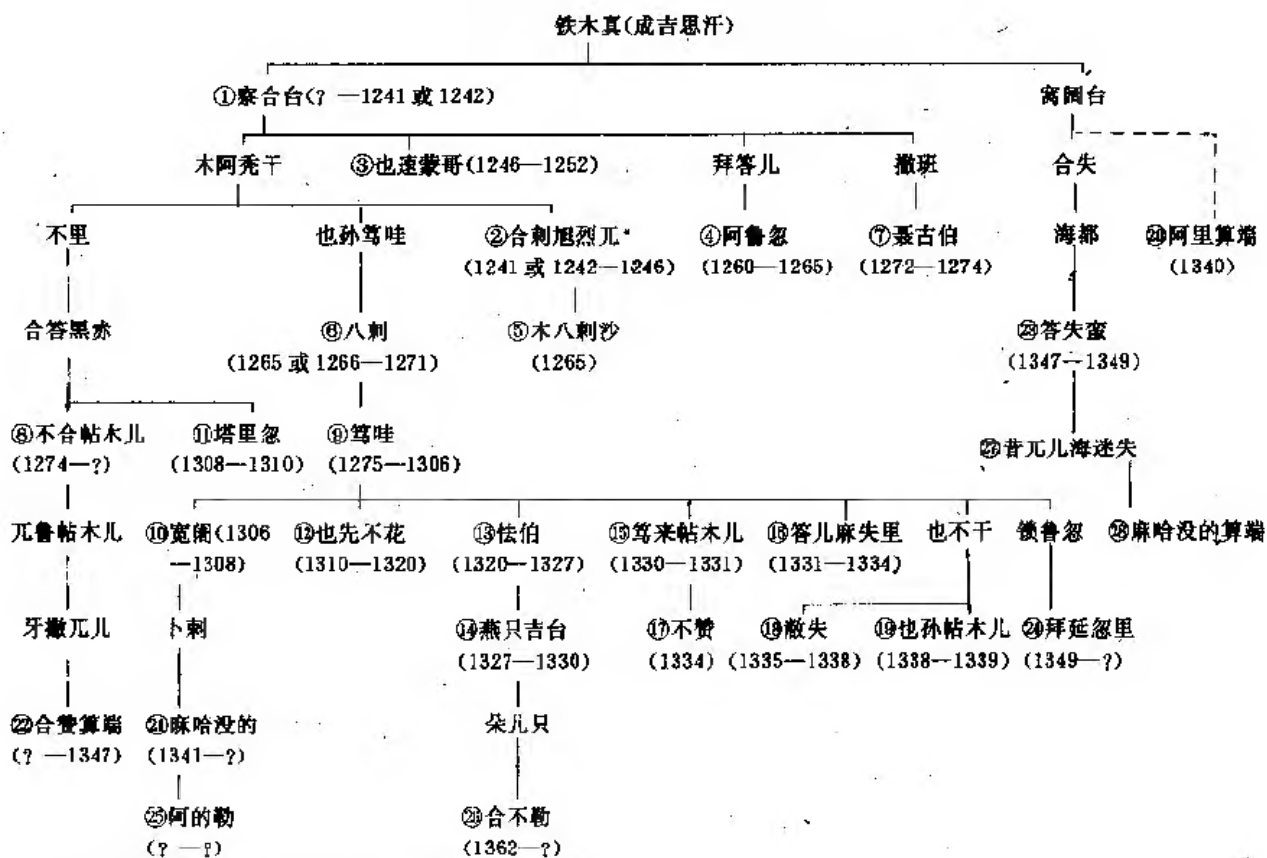 铁木真(成吉思汗)
①察合台(? —1241或1242) 窝阔台
木阿秃干 ③也速蒙哥(1246—1252) 拜答儿 撒班 合失
不里 也孙笃哇 ②合剌旭烈兀* ④阿鲁忽 ⑦聂古伯 海都 ⑳阿里算端
(1241或1242—1246) (1260—1265) (1272—1274) (1340)
合答黑赤 ⑥八剌 ⑤木八剌沙 ㉓答失蛮
(1265或1266—1271) (1265) (1347—1349)
⑧不合帖木儿 ⑪塔里忽 ⑨笃哇 ㉗昔兀儿海迷失
(1274—?) (1308—1310) (1275—1306)
兀鲁帖木儿 ⑩宽阇(1306 ⑫也先不花 ⑬怯伯 ⑮笃来帖木儿 ⑯答儿麻失里 也不干 锁鲁忽 ㉘麻哈没的算端
—1308) (1310—1320) (1320—1327) (1330—1331) (1331—1334)
牙撒兀儿 卜剌 ⑭燕只吉台 ⑰不赞 ⑱敞失 ⑲也孙帖木儿 ㉔拜延忽里
(1327—1330) (1334) (1335—1338) (1338—1339) (1349—?)
㉒合赞算端 ㉑麻哈没的 朵儿只
(? —1347) (1341—?)
㉕阿的勒 ㉖合不勒
(? —?) (1362—?)